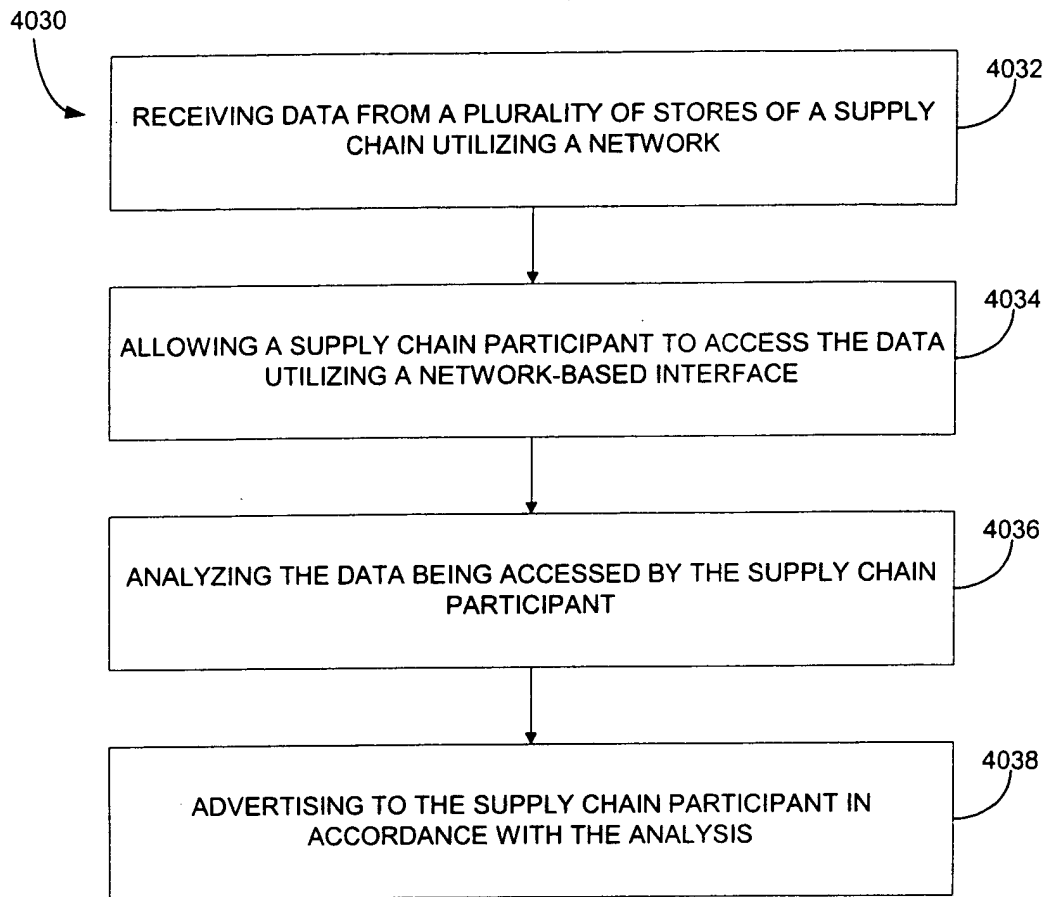 4030
4032
RECEIVING DATA FROM A PLURALITY OF STORES OF A SUPPLY
CHAIN UTILIZING A NETWORK
4034
ALLOWING A SUPPLY CHAIN PARTICIPANT TO ACCESS THE DATA
UTILIZING A NETWORK-BASED INTERFACE
4036
ANALYZING THE DATA BEING ACCESSED BY THE SUPPLY CHAIN
PARTICIPANT
4038
ADVERTISING TO THE SUPPLY CHAIN PARTICIPANT IN
ACCORDANCE WITH THE ANALYSIS